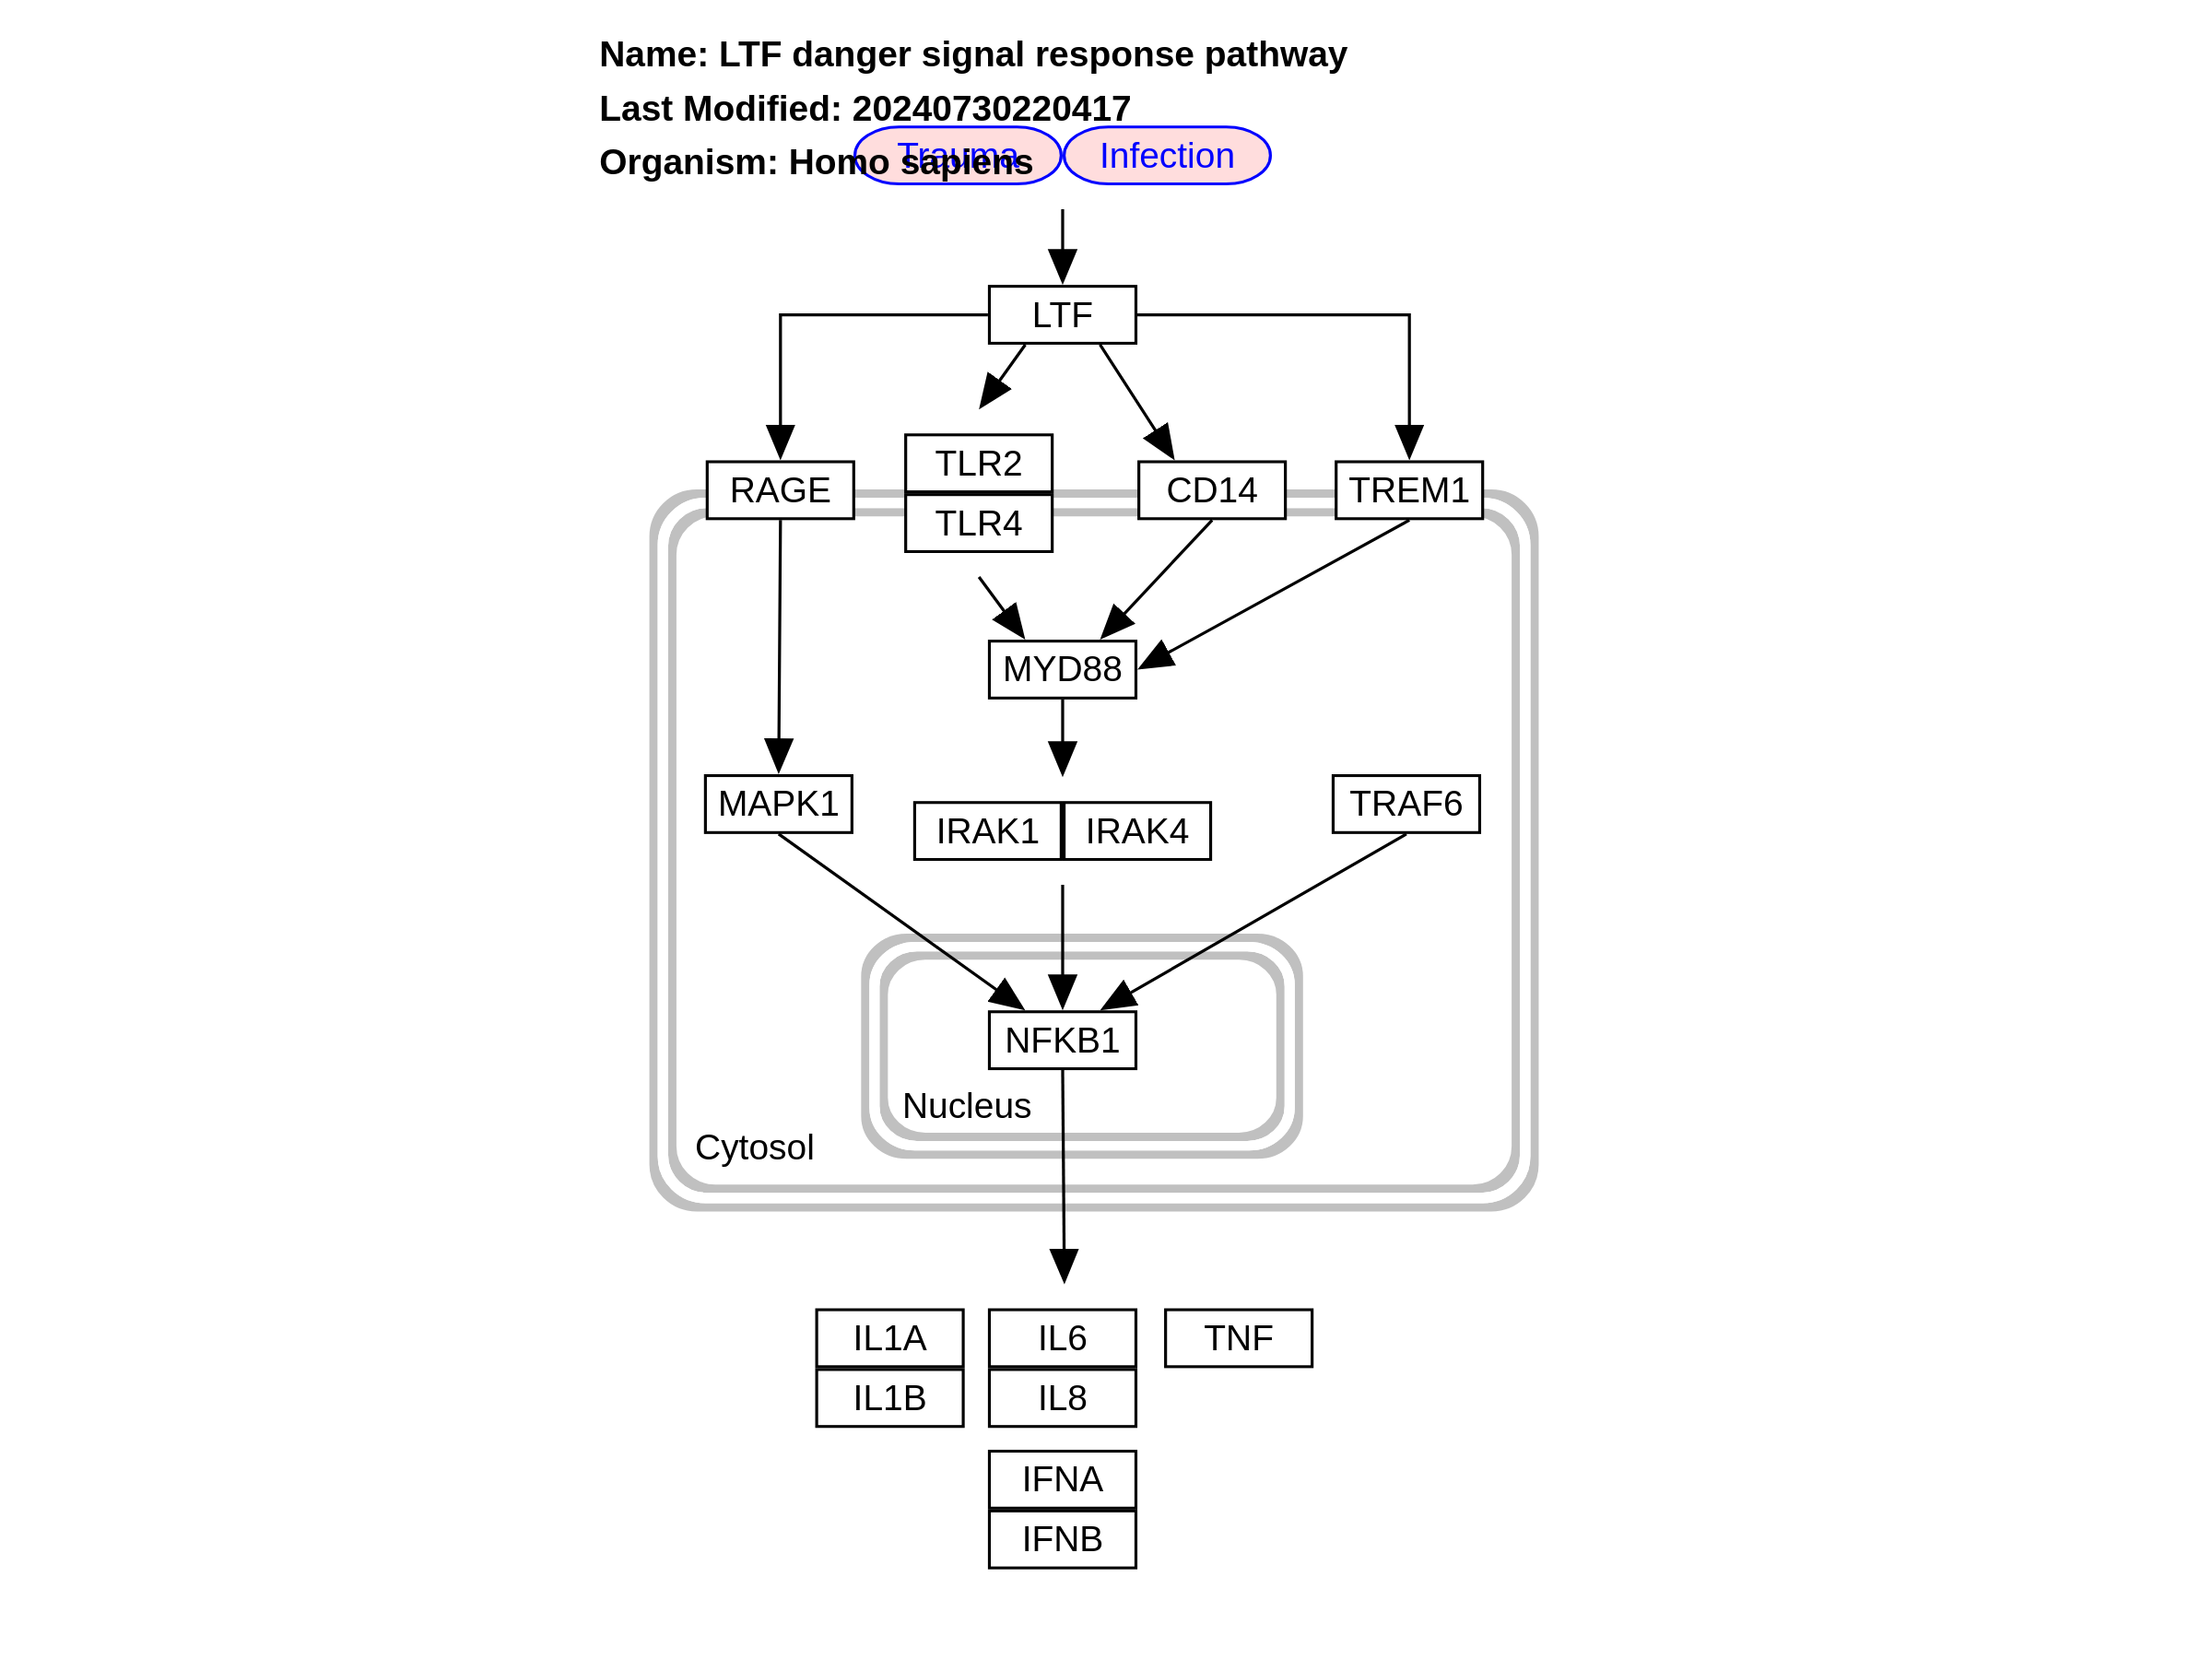 Name: LTF danger signal response pathway
Last Modified: 20240730220417
Organism: Homo sapiens
Trauma
Infection
LTF
RAGE
TLR2
TLR4
CD14
TREM1
MYD88
MAPK1
IRAK1
IRAK4
TRAF6
NFKB1
Nucleus
Cytosol
IL1A
IL6
TNF
IL1B
IL8
IFNA
IFNB